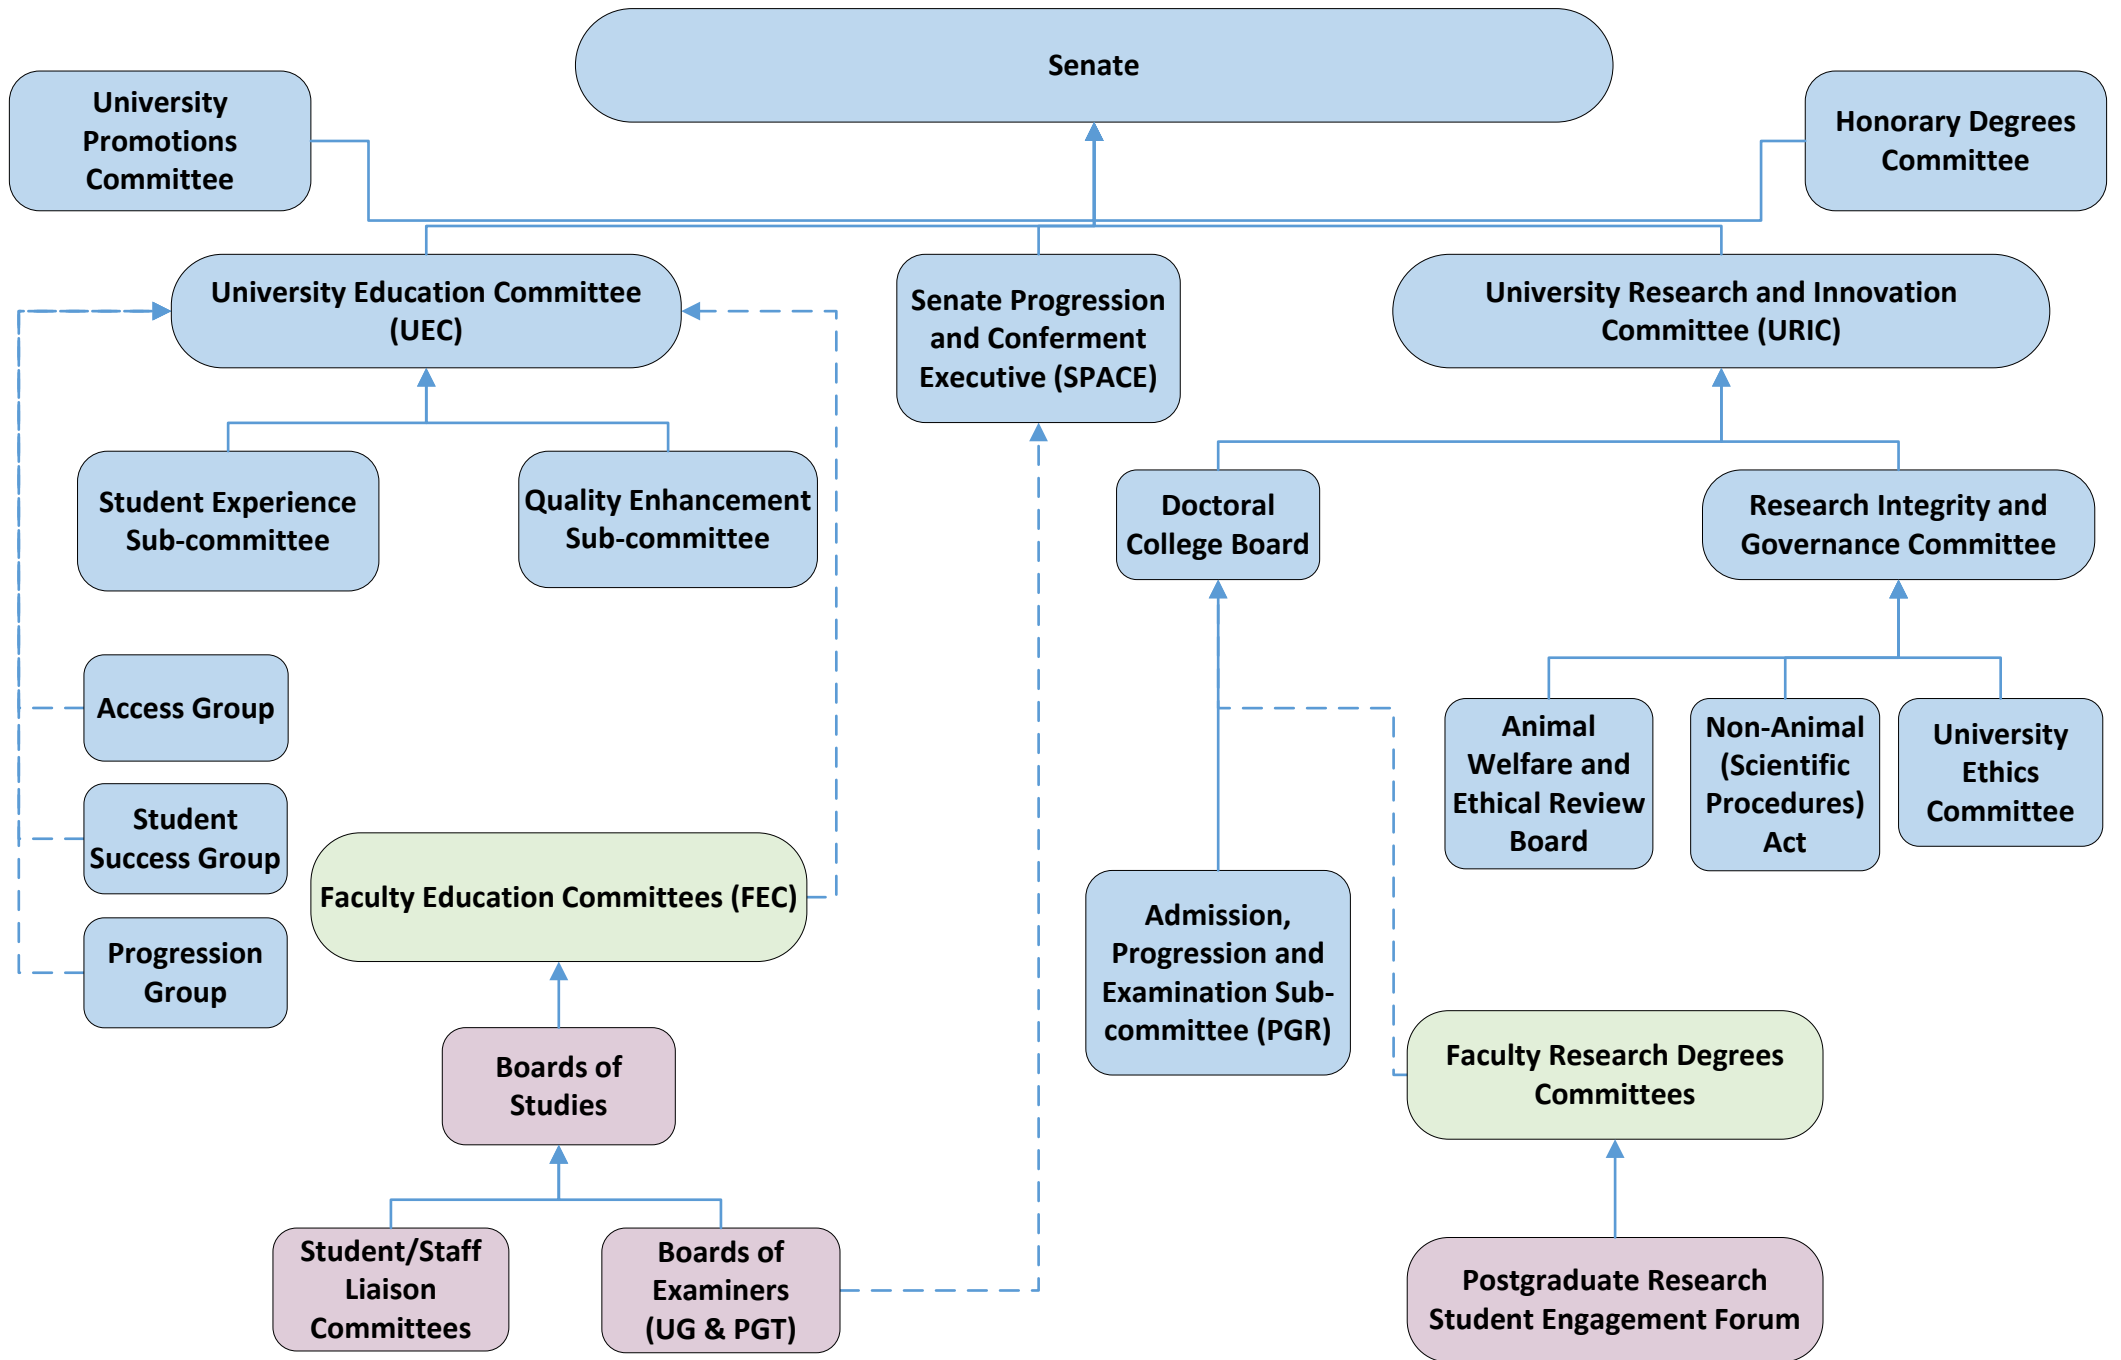 Senate
University
Promotions
Committee
Honorary Degrees
Committee
University Education Committee
(UEC)
Senate Progression
and Conferment
Executive (SPACE)
University Research and Innovation
Committee (URIC)
Student Experience
Sub-committee
Quality Enhancement
Sub-committee
Doctoral
College Board
Research Integrity and
Governance Committee
Access Group
Student
Success Group
Progression
Group
Faculty Education Committees (FEC)
Animal
Welfare and
Ethical Review
Board
Non-Animal
(Scientific
Procedures)
Act
University
Ethics
Committee
Admission,
Progression and
Examination Sub-
committee (PGR)
Boards of
Studies
Faculty Research Degrees
Committees
Student/Staff
Liaison
Committees
Boards of
Examiners
(UG & PGT)
Postgraduate Research
Student Engagement Forum